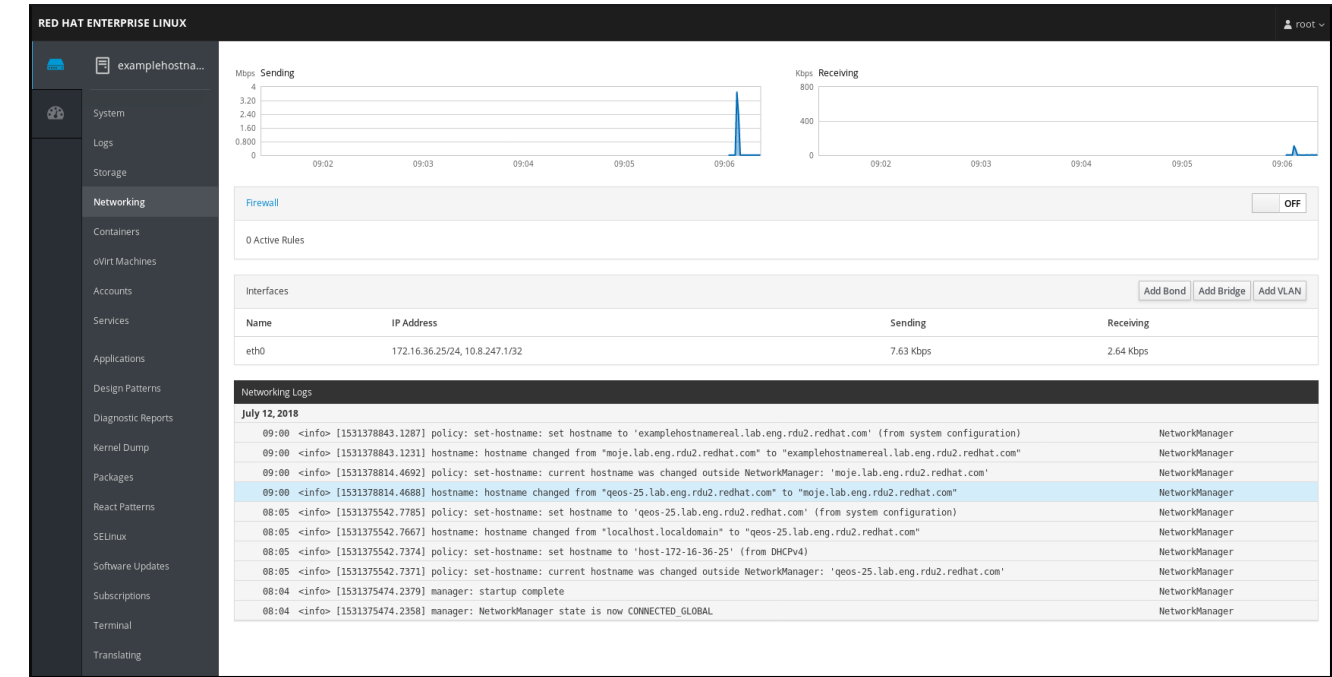 RED HAT ENTERPRISE LINUX
root
examplehostna...
System
Logs
Storage
Networking
Containers
oVirt Machines
Accounts
Services
Applications
Design Patterns
Diagnostic Reports
Kernel Dump
Packages
React Patterns
SELinux
Software Updates
Subscriptions
Terminal
Translating
Mbps Sending
4
3.20
2.40
1.60
0.800
0
09:02 09:03 09:04 09:05 09:06
Kbps Receiving
800
400
0
09:02 09:03 09:04 09:05 09:06
Firewall OFF
0 Active Rules
Interfaces Add Bond Add Bridge Add VLAN
Name IP Address Sending Receiving
eth0 172.16.36.25/24, 10.8.247.1/32 7.63 Kbps 2.64 Kbps
Networking Logs
July 12, 2018
09:00 <info> [1531378843.1287] policy: set-hostname: set hostname to 'examplehostnamereal.lab.eng.rdu2.redhat.com' (from system configuration) NetworkManager
09:00 <info> [1531378843.1231] hostname: hostname changed from "moje.lab.eng.rdu2.redhat.com" to "examplehostnamereal.lab.eng.rdu2.redhat.com" NetworkManager
09:00 <info> [1531378814.4692] policy: set-hostname: current hostname was changed outside NetworkManager: 'moje.lab.eng.rdu2.redhat.com' NetworkManager
09:00 <info> [1531378814.4688] hostname: hostname changed from "qeos-25.lab.eng.rdu2.redhat.com" to "moje.lab.eng.rdu2.redhat.com" NetworkManager
08:05 <info> [1531375542.7785] policy: set-hostname: set hostname to 'qeos-25.lab.eng.rdu2.redhat.com' (from system configuration) NetworkManager
08:05 <info> [1531375542.7667] hostname: hostname changed from "localhost.localdomain" to "qeos-25.lab.eng.rdu2.redhat.com" NetworkManager
08:05 <info> [1531375542.7374] policy: set-hostname: set hostname to 'host-172-16-36-25' (from DHCPv4) NetworkManager
08:05 <info> [1531375542.7371] policy: set-hostname: current hostname was changed outside NetworkManager: 'qeos-25.lab.eng.rdu2.redhat.com' NetworkManager
08:04 <info> [1531375474.2379] manager: startup complete NetworkManager
08:04 <info> [1531375474.2358] manager: NetworkManager state is now CONNECTED_GLOBAL NetworkManager